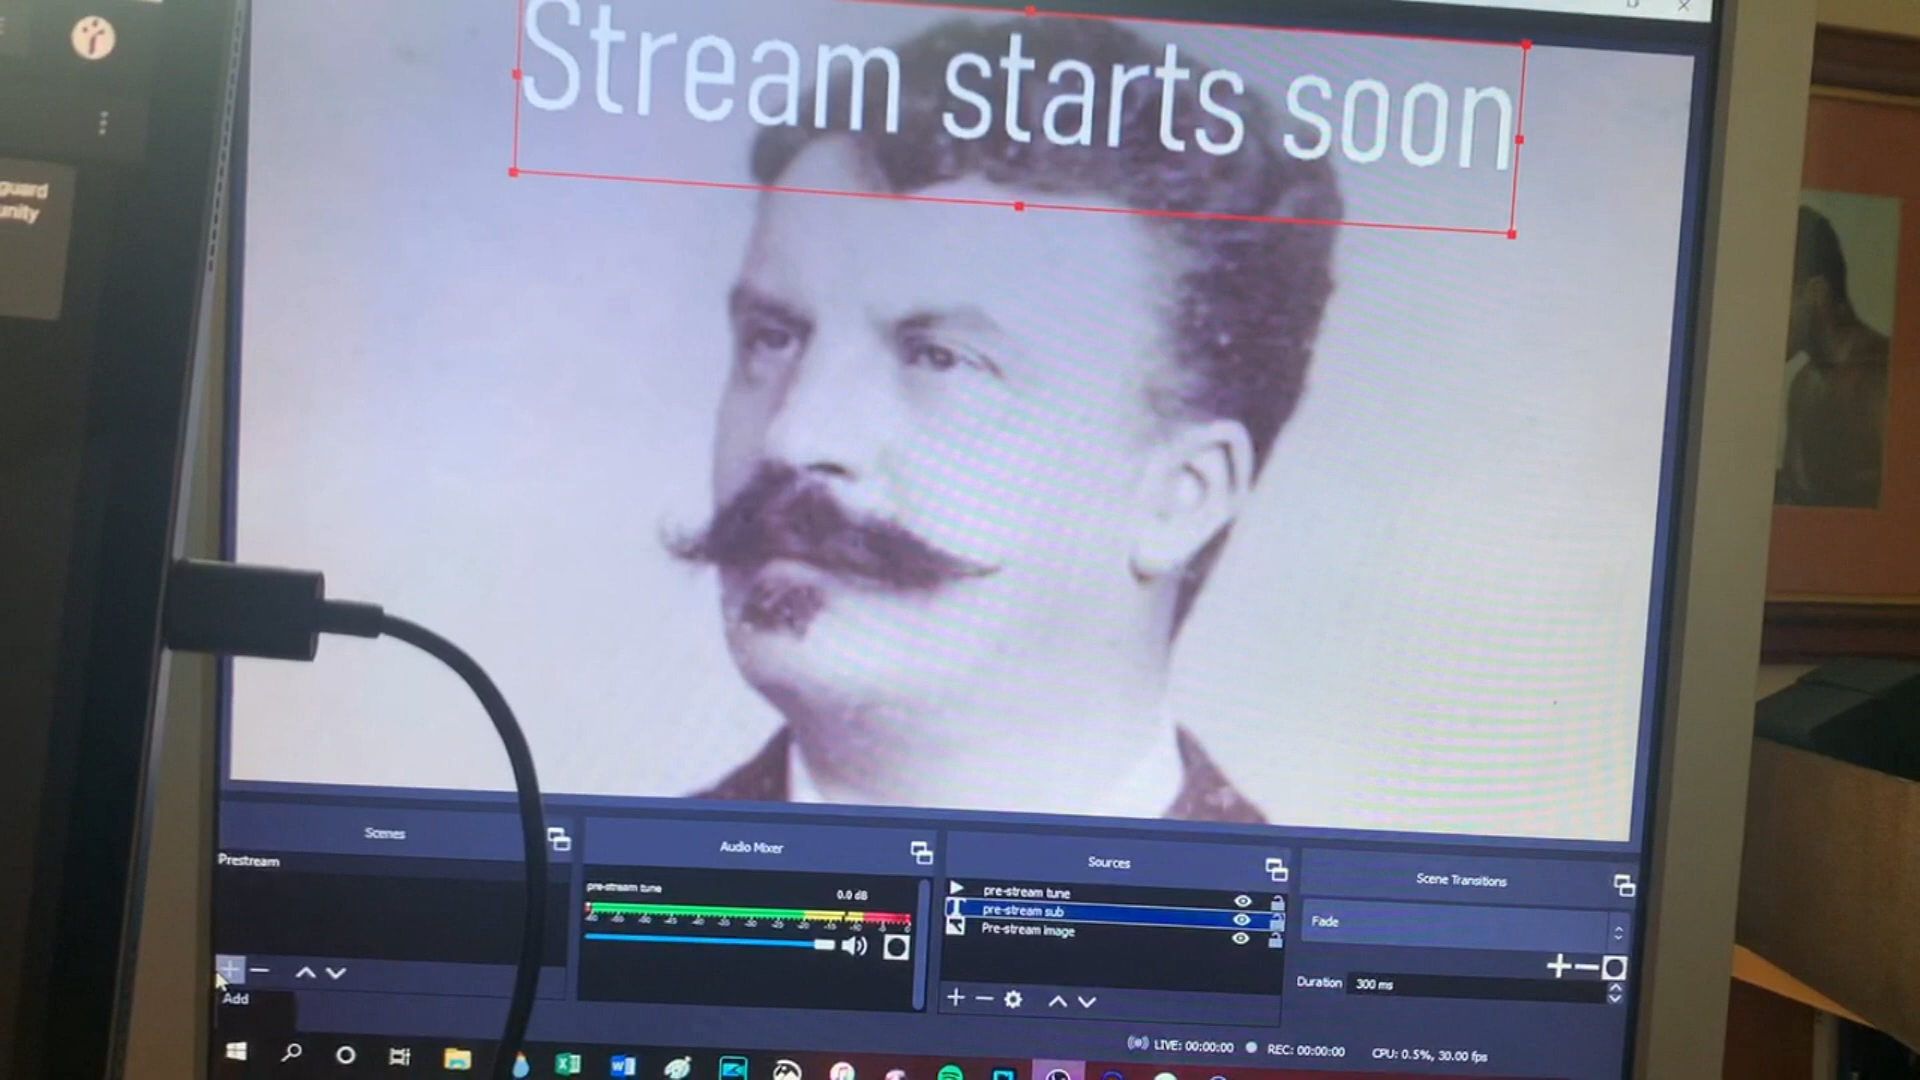 Stream starts soon
guard
unity
Scenes
Prestream
Add
Audio Mixer
pre-stream tune
0.0 dB
Sources
pre-stream tune
pre-stream sub
Pre-stream image
Scene Transitions
Fade
Duration 300 ms
LIVE: 00:00:00 REC: 00:00:00 CPU: 0.5%, 30.00 fps